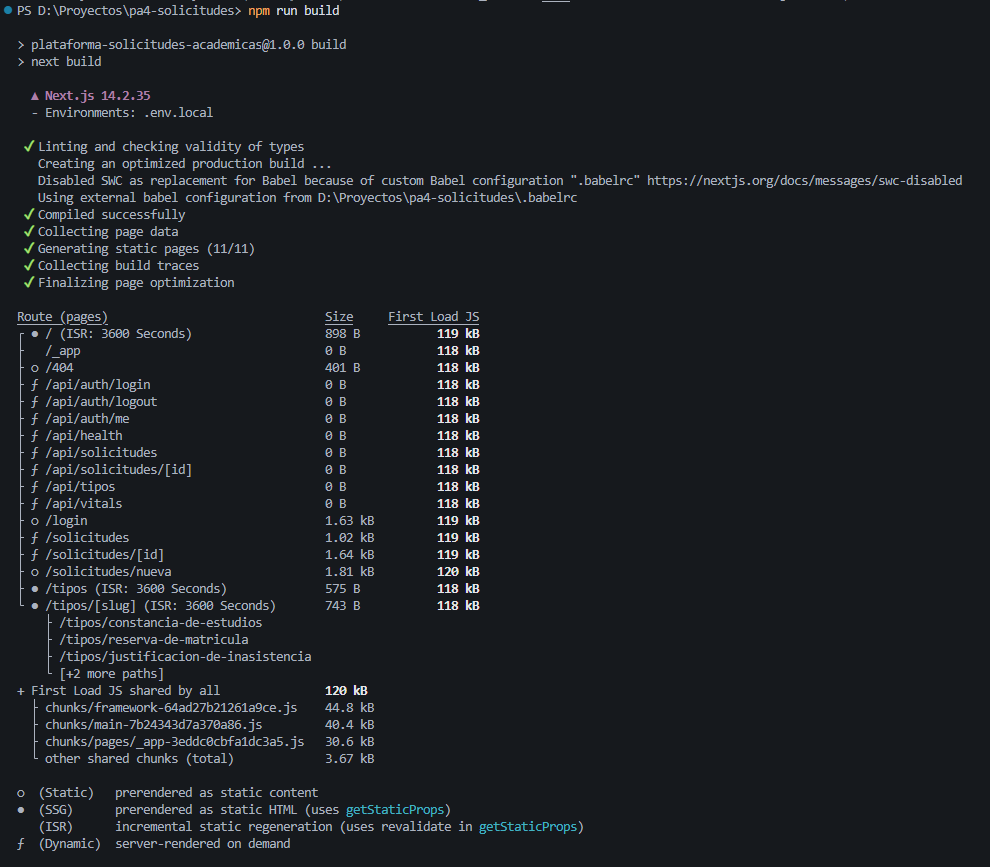 PS D:\Proyectos\pa4-solicitudes> npm run build
> plataforma-solicitudes-academicas@1.0.0 build
> next build
▲ Next.js 14.2.35
- Environments: .env.local
✓ Linting and checking validity of types
Creating an optimized production build ...
Disabled SWC as replacement for Babel because of custom Babel configuration ".babelrc" https://nextjs.org/docs/messages/swc-disabled
Using external babel configuration from D:\Proyectos\pa4-solicitudes\.babelrc
✓ Compiled successfully
✓ Collecting page data
✓ Generating static pages (11/11)
✓ Collecting build traces
✓ Finalizing page optimization
Route (pages) Size First Load JS
┌ ● / (ISR: 3600 Seconds) 898 B 119 kB
├ /_app 0 B 118 kB
├ ○ /404 401 B 118 kB
├ ƒ /api/auth/login 0 B 118 kB
├ ƒ /api/auth/logout 0 B 118 kB
├ ƒ /api/auth/me 0 B 118 kB
├ ƒ /api/health 0 B 118 kB
├ ƒ /api/solicitudes 0 B 118 kB
├ ƒ /api/solicitudes/[id] 0 B 118 kB
├ ƒ /api/tipos 0 B 118 kB
├ ƒ /api/vitals 0 B 118 kB
├ ○ /login 1.63 kB 119 kB
├ ƒ /solicitudes 1.02 kB 119 kB
├ ƒ /solicitudes/[id] 1.64 kB 119 kB
├ ○ /solicitudes/nueva 1.81 kB 120 kB
├ ● /tipos (ISR: 3600 Seconds) 575 B 118 kB
└ ● /tipos/[slug] (ISR: 3600 Seconds) 743 B 118 kB
├ /tipos/constancia-de-estudios
├ /tipos/reserva-de-matricula
├ /tipos/justificacion-de-inasistencia
└ [+2 more paths]
+ First Load JS shared by all 120 kB
├ chunks/framework-64ad27b21261a9ce.js 44.8 kB
├ chunks/main-7b24343d7a370a86.js 40.4 kB
├ chunks/pages/_app-3eddc0cbfa1dc3a5.js 30.6 kB
└ other shared chunks (total) 3.67 kB
○ (Static) prerendered as static content
● (SSG) prerendered as static HTML (uses getStaticProps)
(ISR) incremental static regeneration (uses revalidate in getStaticProps)
ƒ (Dynamic) server-rendered on demand